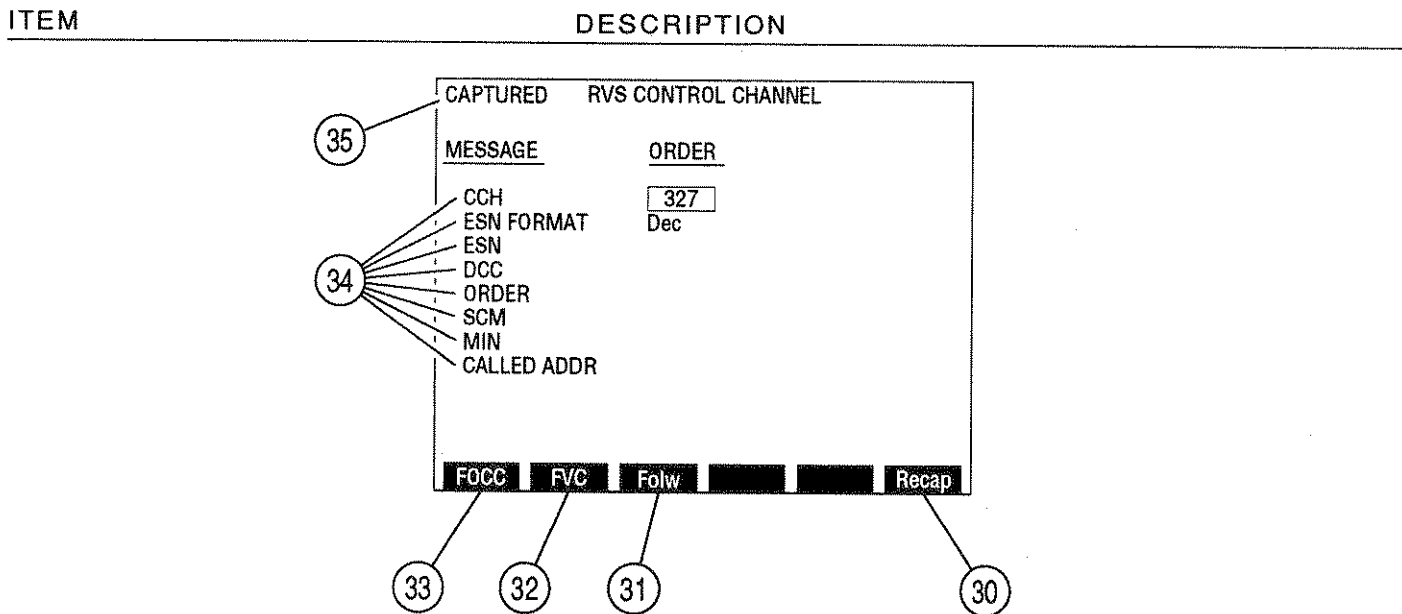 ITEM DESCRIPTION
CAPTURED RVS CONTROL CHANNEL
35
MESSAGE ORDER
CCH 327
ESN FORMAT Dec
ESN
34
DCC
ORDER
SCM
MIN
CALLED ADDR
FOCC FVC Folw Recap
33 32 31 30